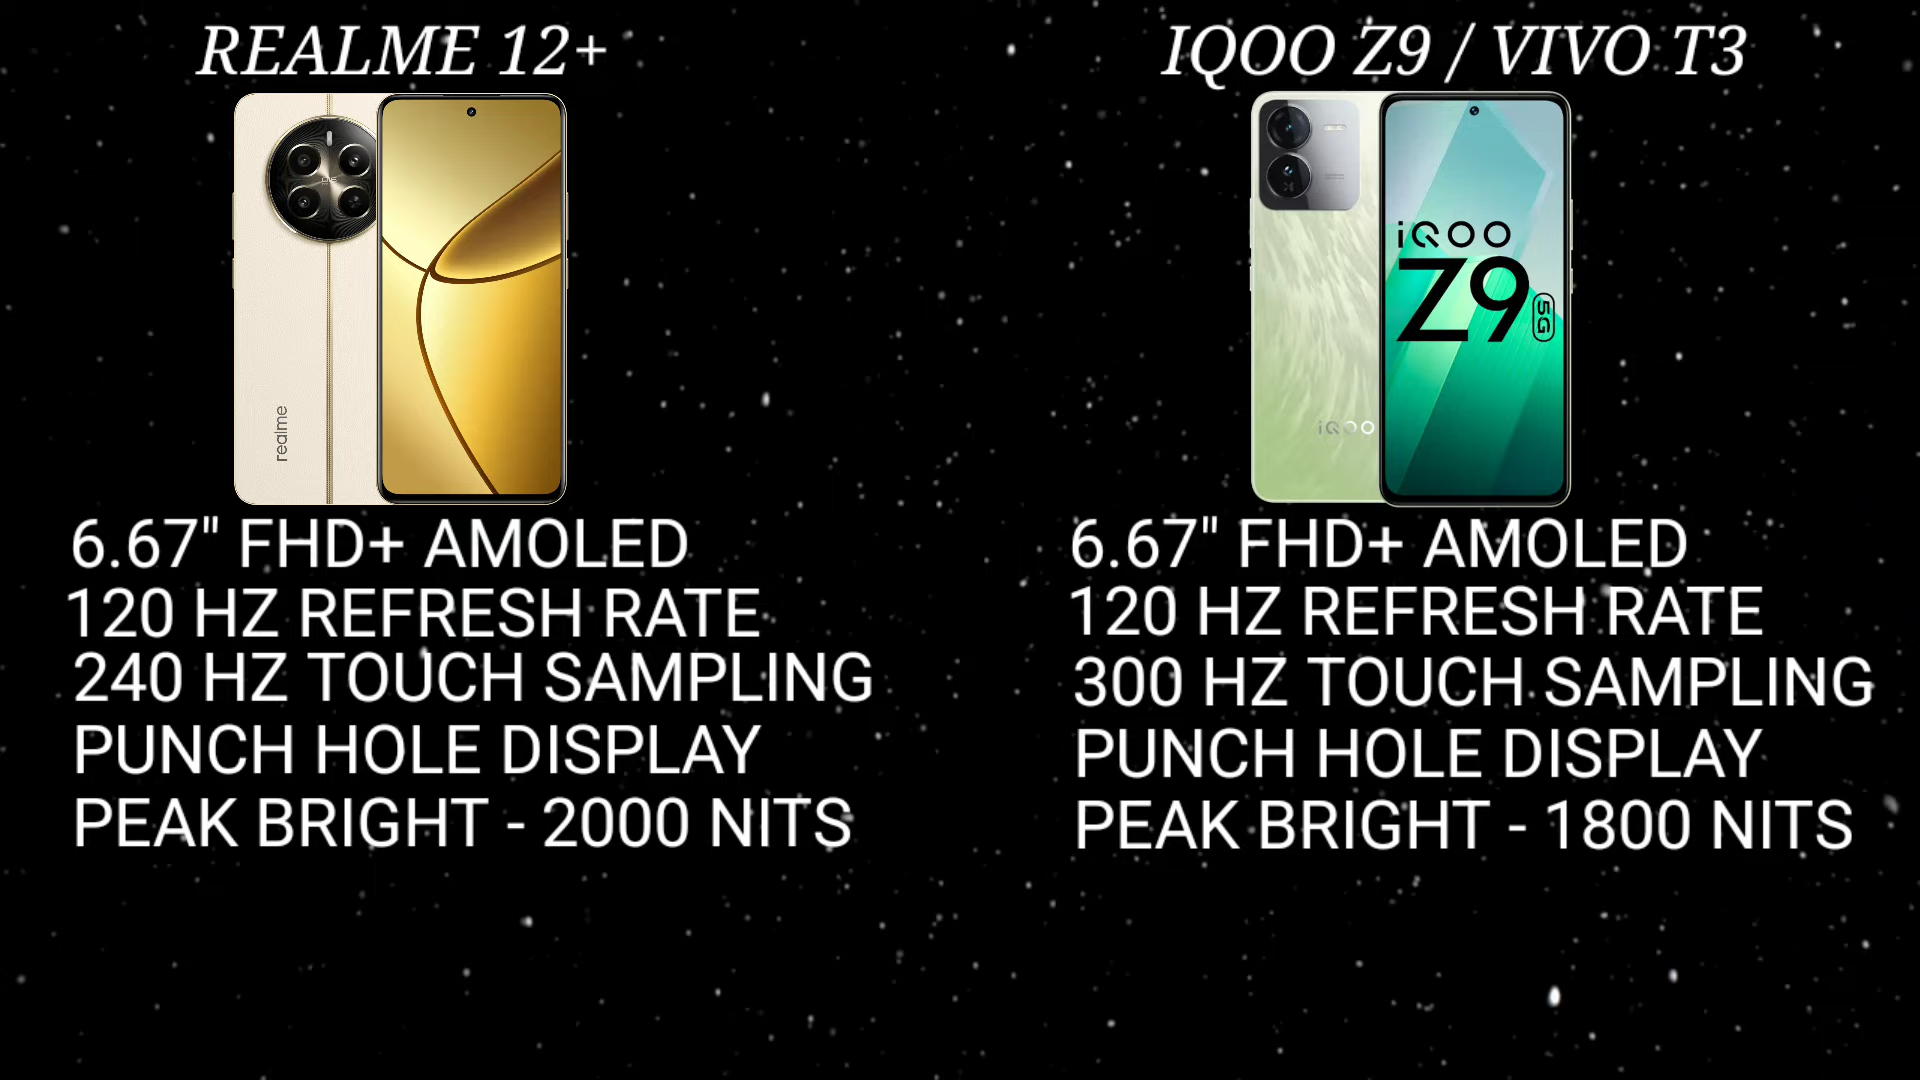 REALME 12+
realme
6.67" FHD+ AMOLED
120 HZ REFRESH RATE
240 HZ TOUCH SAMPLING
PUNCH HOLE DISPLAY
PEAK BRIGHT - 2000 NITS
IQOO Z9 / VIVO T3
iQOO
Z9
5G
iQOO
6.67" FHD+ AMOLED
120 HZ REFRESH RATE
300 HZ TOUCH SAMPLING
PUNCH HOLE DISPLAY
PEAK BRIGHT - 1800 NITS